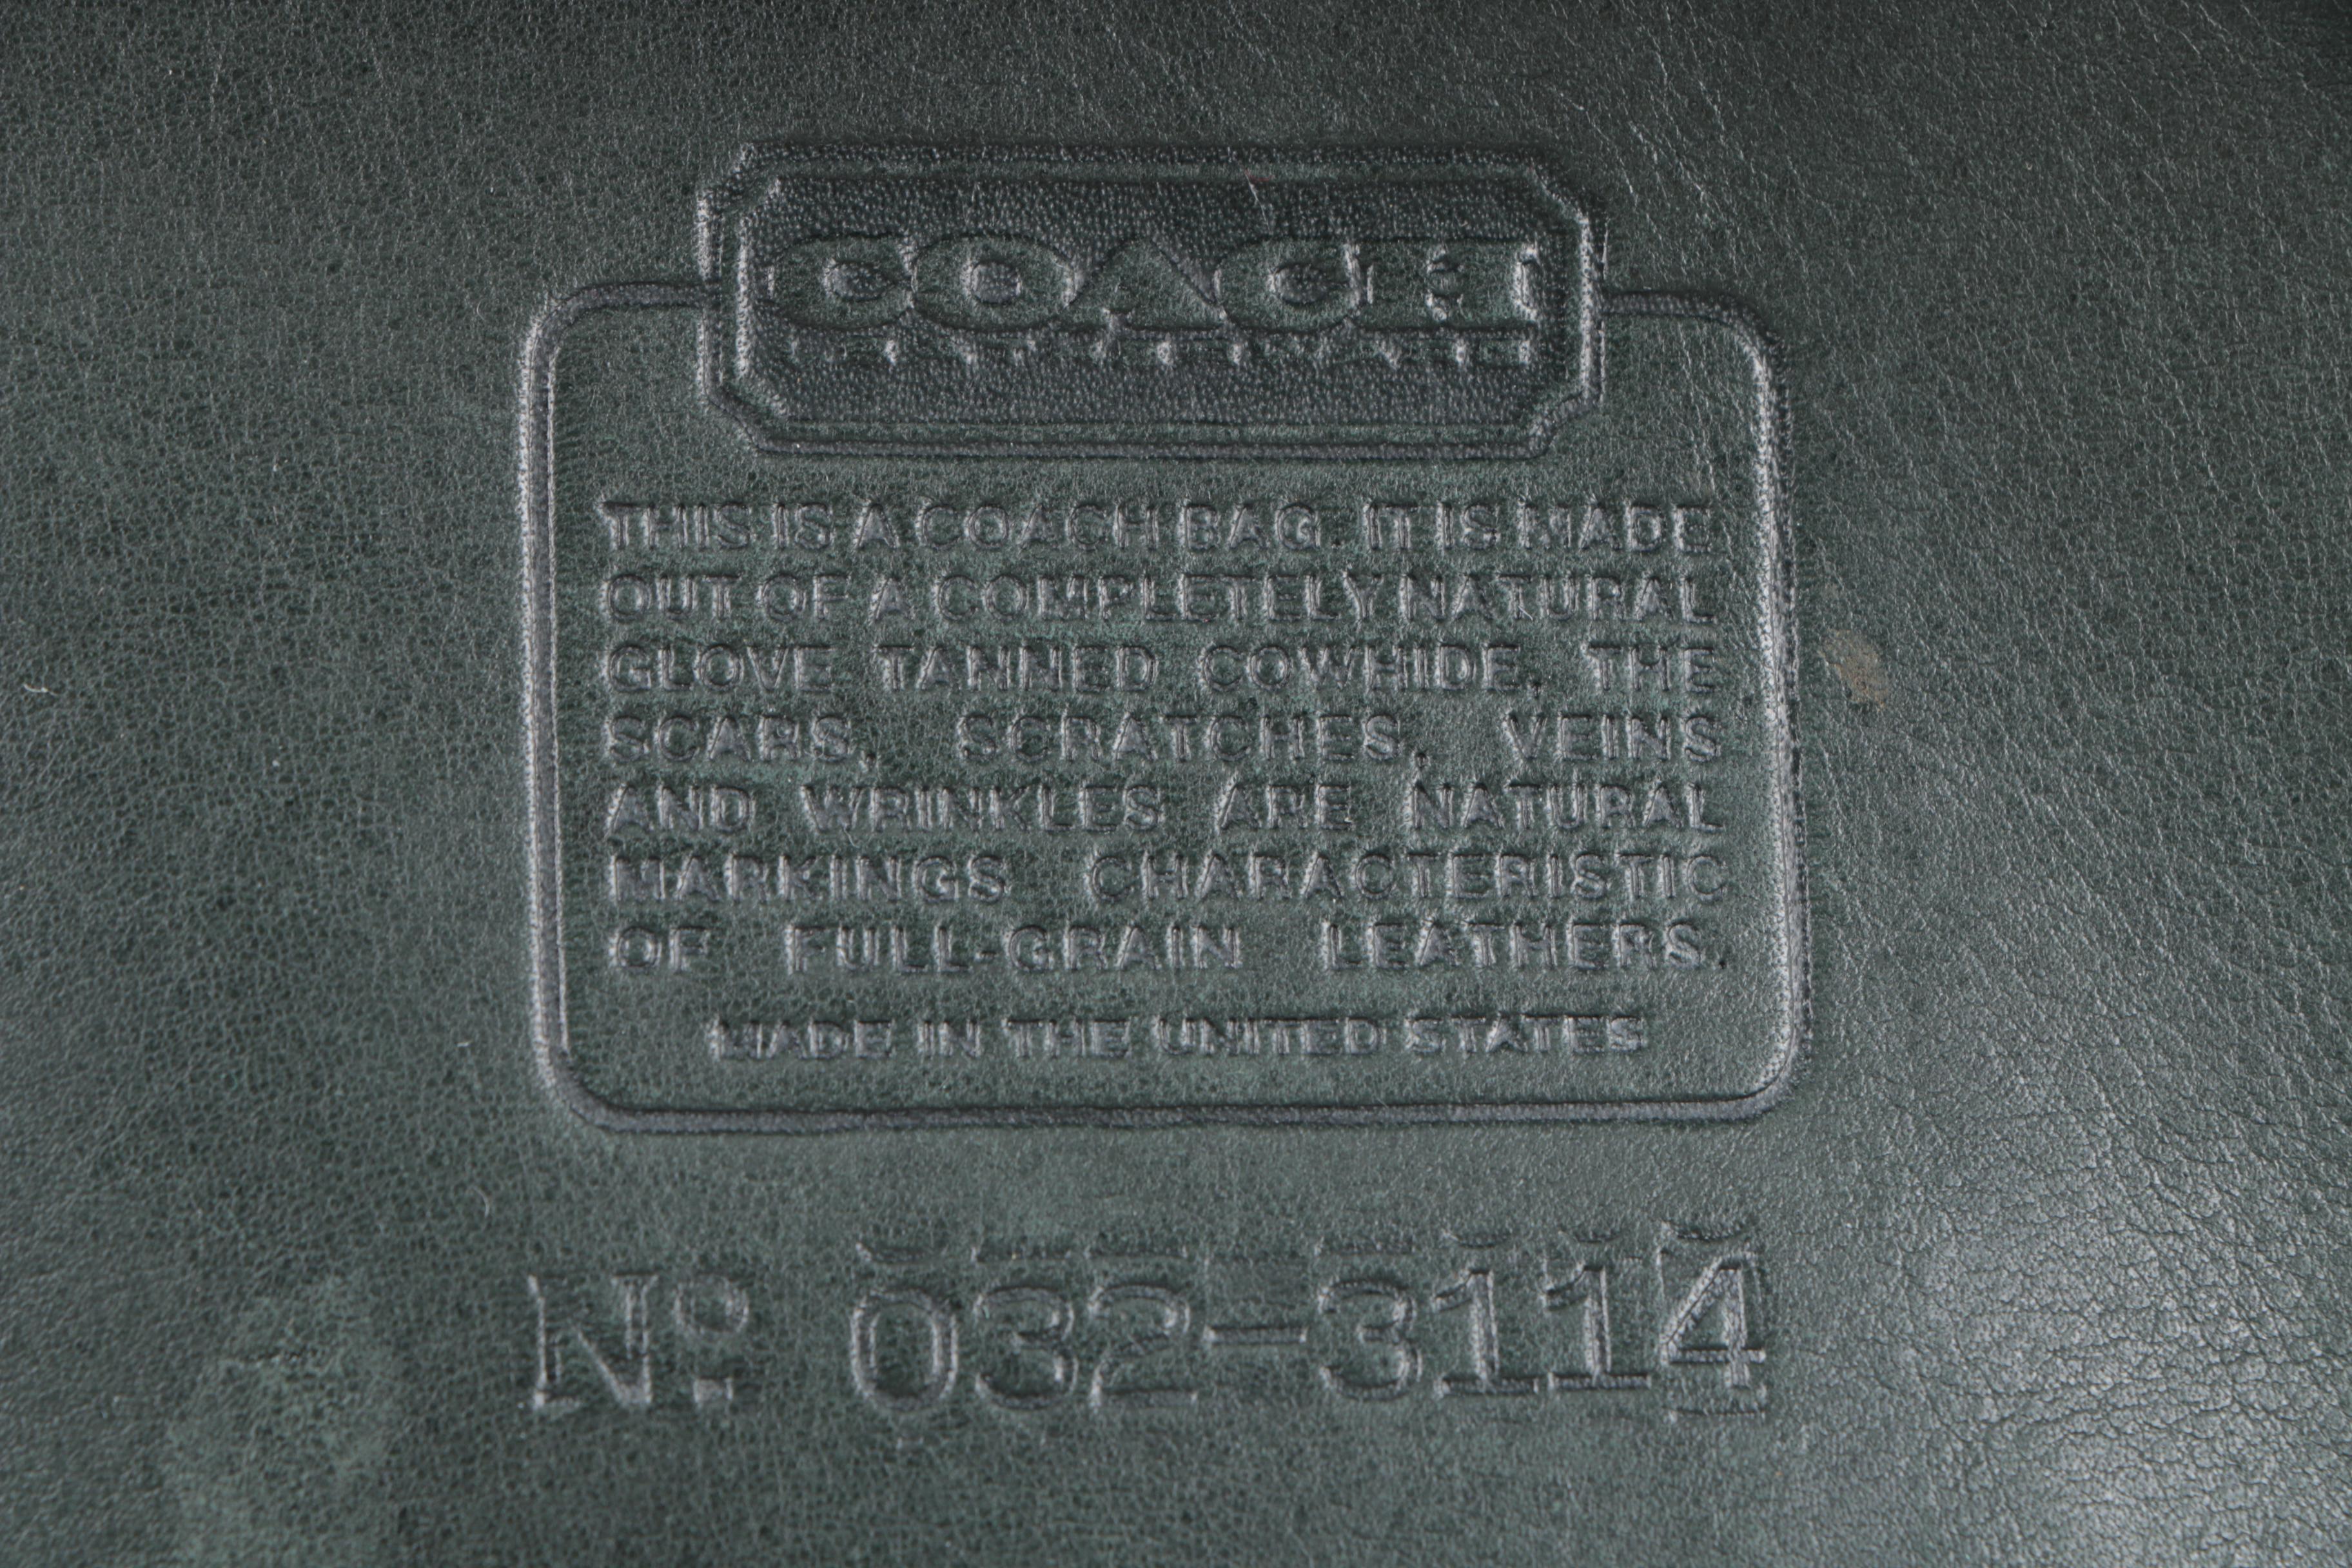 COACH
THIS IS A COACH BAG. IT IS MADE
OUT OF A COMPLETELY NATURAL
GLOVE TANNED COWHIDE, THE
SCARS, SCRATCHES, VEINS
AND WRINKLES ARE NATURAL
MARKINGS CHARACTERISTIC
OF FULL-GRAIN LEATHERS.
MADE IN THE UNITED STATES
Nº 032-3114